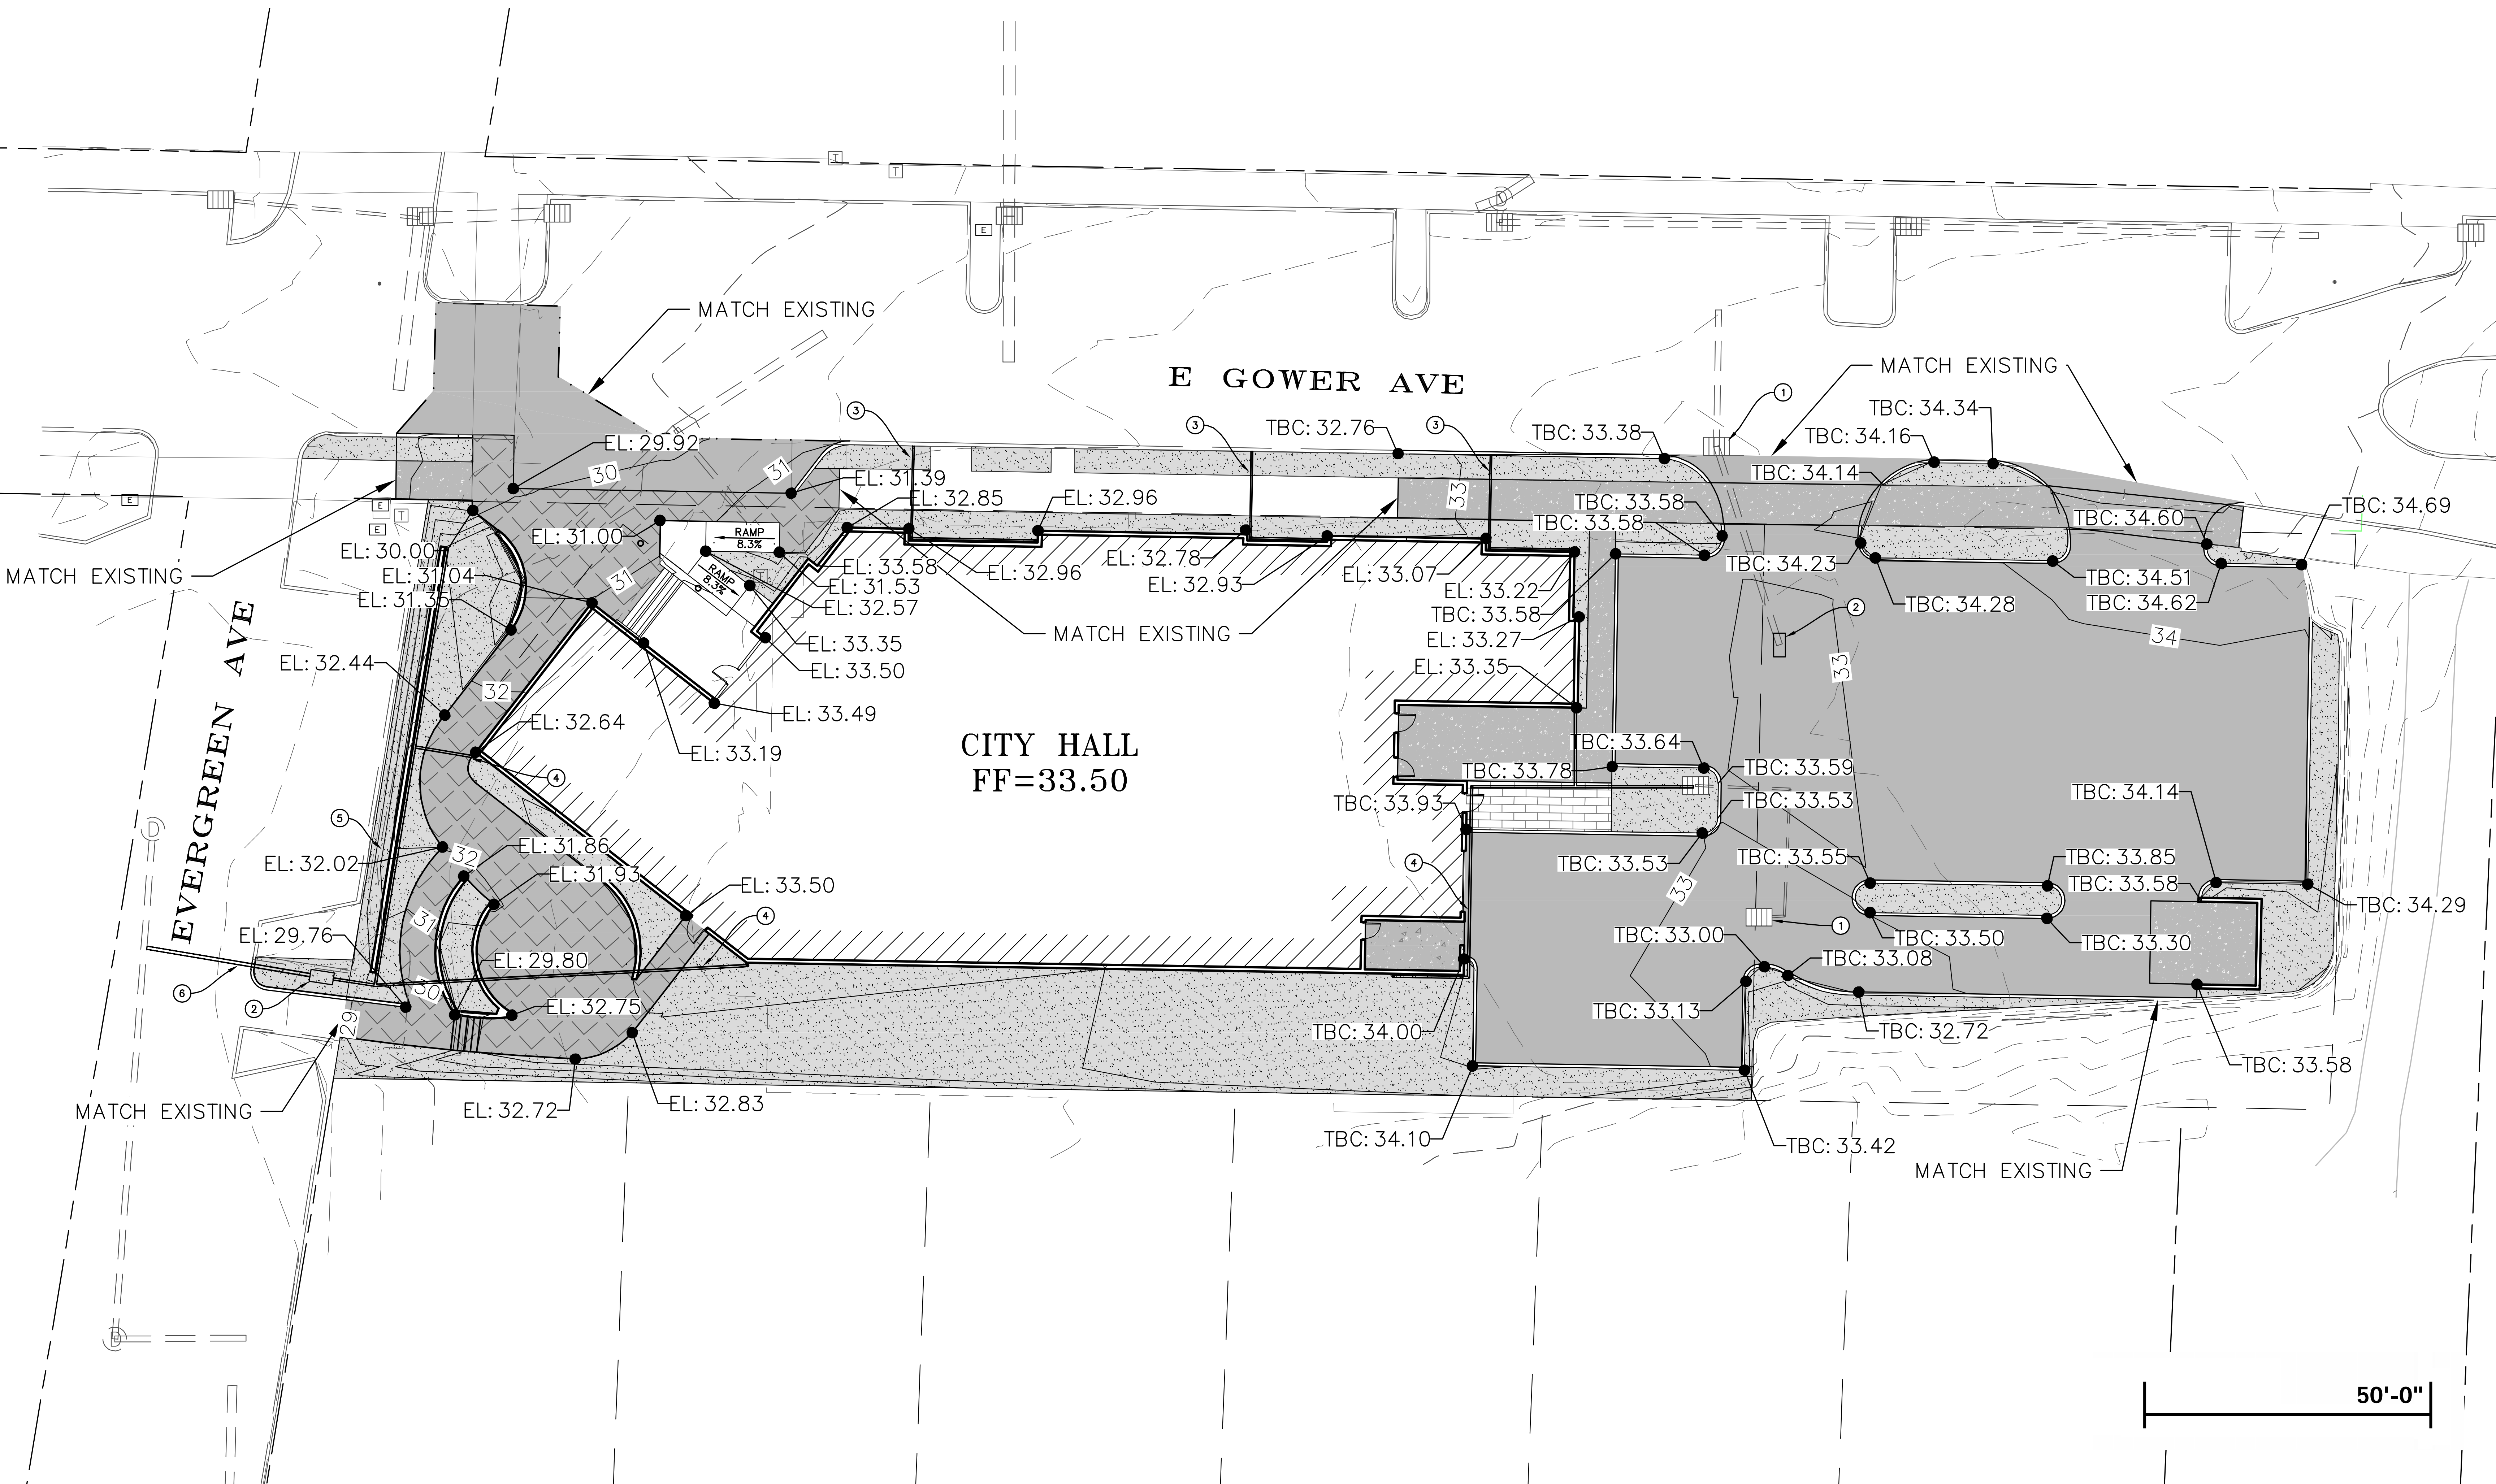 T
T
E
MATCH EXISTING
E GOWER AVE
MATCH EXISTING
1
3
3
3
TBC: 32.76
TBC: 33.38
TBC: 34.34
TBC: 34.16
EL: 29.92
30
31
EL: 31.39
TBC: 34.14
33
EL: 32.85
EL: 32.96
TBC: 33.58
TBC: 33.58
TBC: 34.60
TBC: 34.69
E
E
T
E
EL: 31.00
RAMP
8.3%
EL: 30.00
MATCH EXISTING
EL: 31.04
31
RAMP
8.3%
T
EL: 33.58
EL: 32.96
EL: 32.78
EL: 32.93
EL: 33.07
EL: 33.22
TBC: 34.23
TBC: 34.51
EL: 31.35
EL: 31.53
EL: 32.57
TBC: 33.58
2
TBC: 34.28
TBC: 34.62
MATCH EXISTING
EL: 33.27
34
EL: 33.35
EL: 33.50
EL: 32.44
32
EL: 33.35
33
EL: 32.64
EL: 33.49
EL: 33.19
CITY HALL
FF=33.50
TBC: 33.64
TBC: 33.78
TBC: 33.59
4
EVERGREEN AVE
5
TBC: 33.93
TBC: 33.53
TBC: 34.14
EL: 32.02
32
EL: 31.86
EL: 31.93
EL: 33.50
4
TBC: 33.53
TBC: 33.55
TBC: 33.85
TBC: 33.58
33
TBC: 34.29
31
4
1
EL: 29.76
EL: 29.80
TBC: 33.00
TBC: 33.50
TBC: 33.30
TBC: 33.08
6
2
30
29
EL: 32.75
TBC: 33.13
TBC: 34.00
TBC: 32.72
TBC: 33.58
MATCH EXISTING
EL: 32.72
EL: 32.83
TBC: 34.10
TBC: 33.42
MATCH EXISTING
D
D
50'-0"